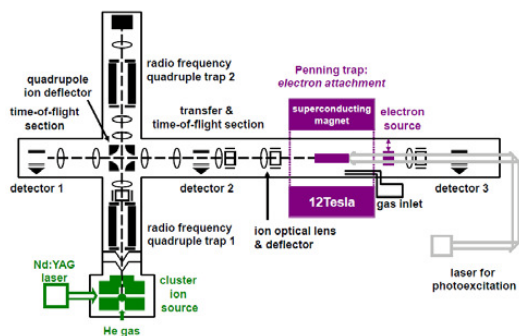 radio frequency
quadruple trap 2
quadrupole
ion deflector
time-of-flight
section
transfer &
time-of-flight section
Penning trap:
electron attachment
superconducting
magnet
electron
source
detector 1
detector 2
detector 3
12Tesla
gas inlet
radio frequency
quadruple trap 1
ion optical lens
& deflector
Nd:YAG
laser
cluster
ion
source
He gas
laser for
photoexcitation